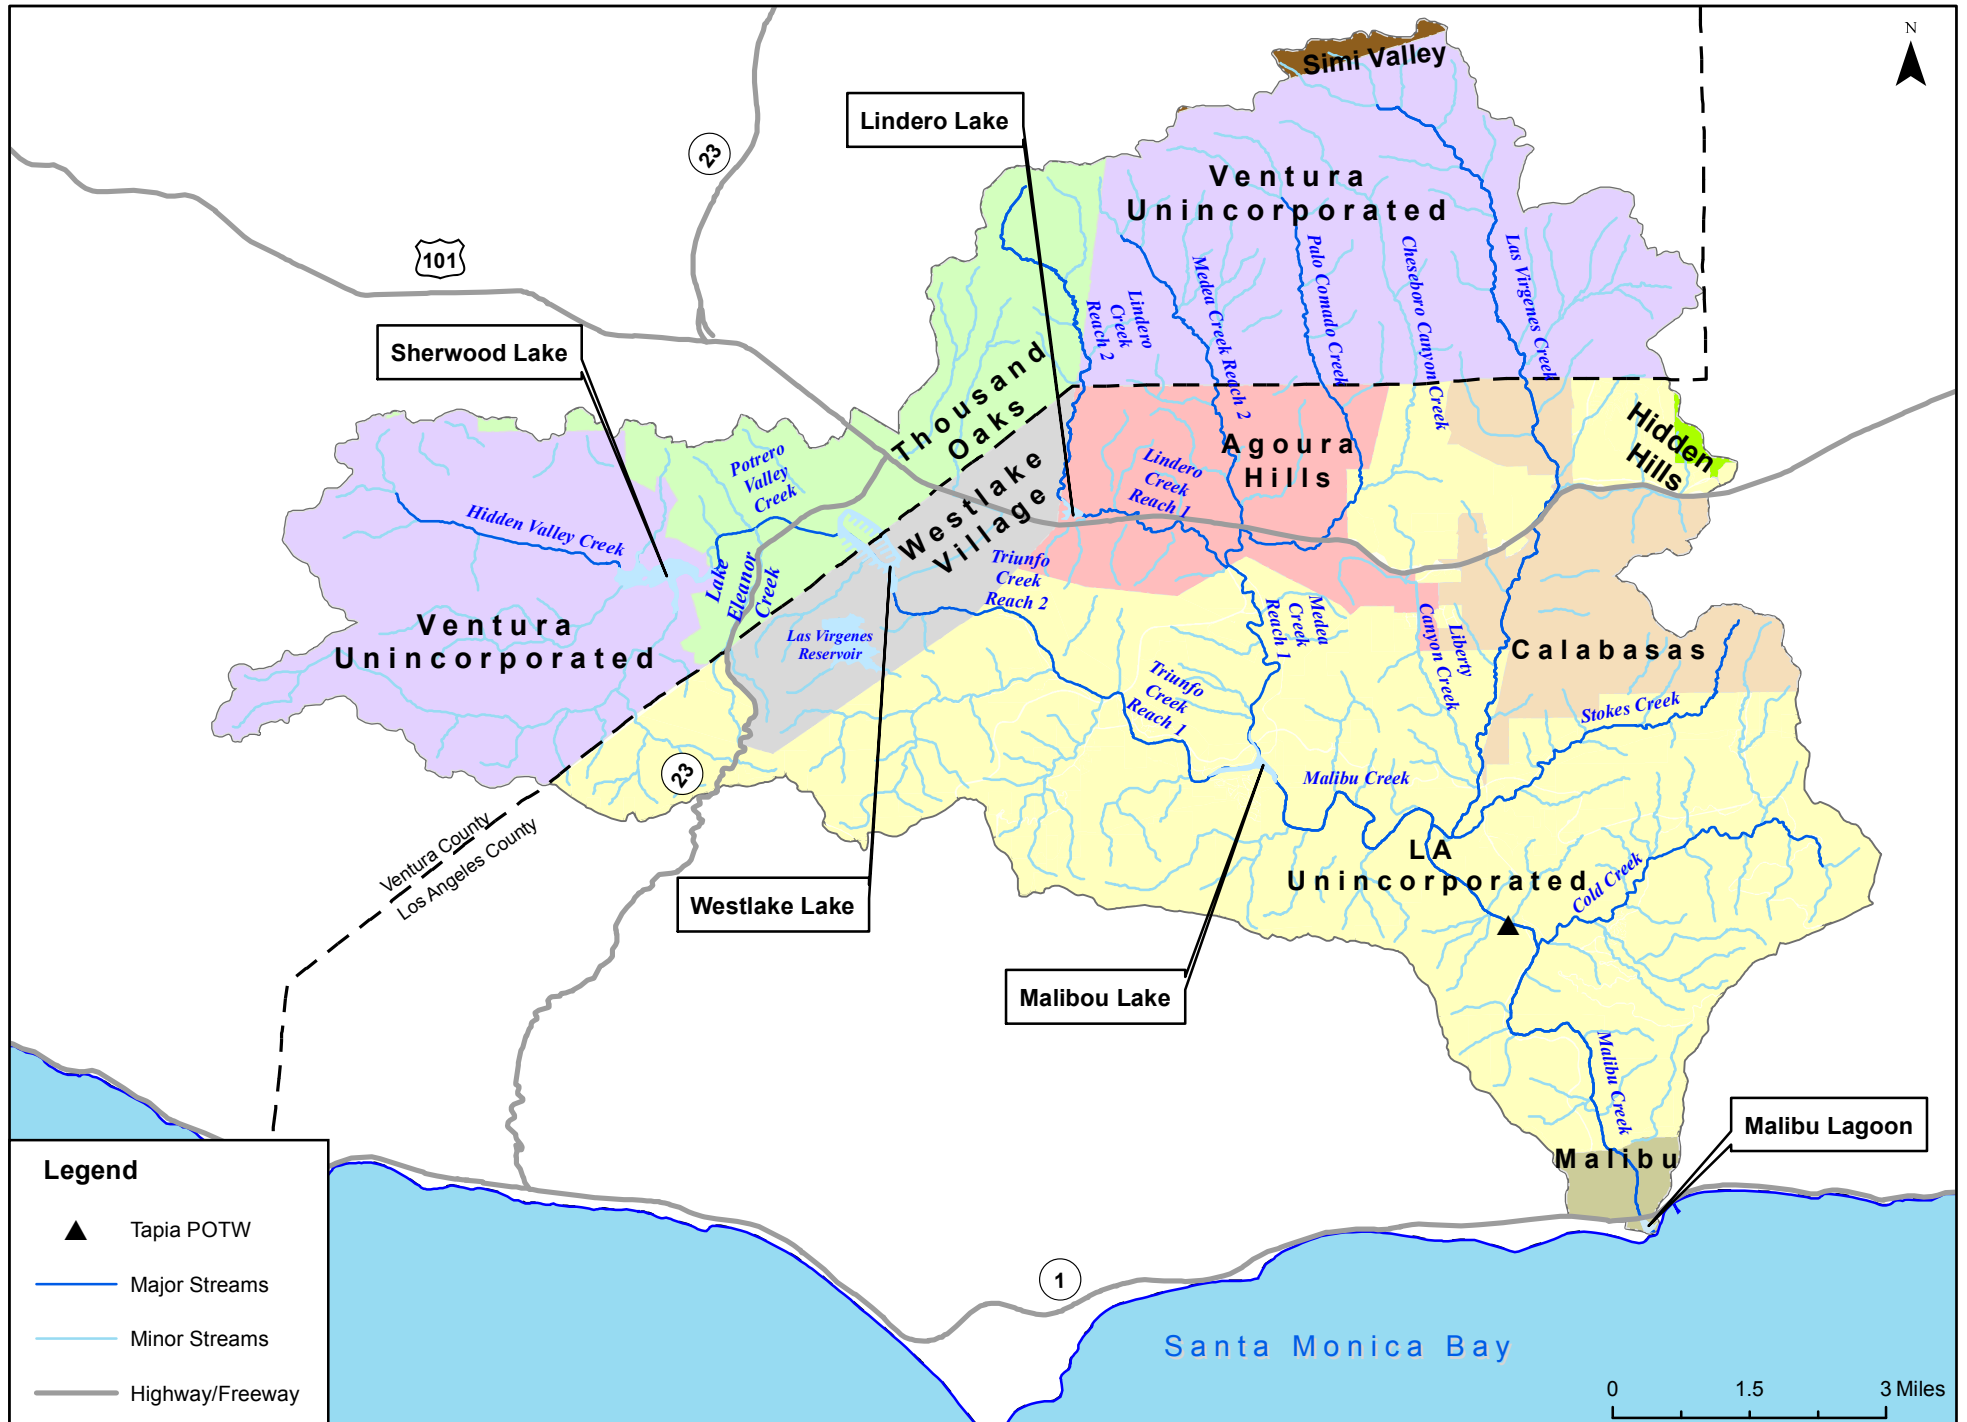 N
Simi Valley
Lindero Lake
23
Ventura
Unincorporated
101
Lindero
Creek
Reach 2
Medea Creek Reach 2
Palo Comado Creek
Cheseboro Canyon Creek
Las Virgenes Creek
Sherwood Lake
Thousand
Oaks
Hidden
Hills
Agoura
Hills
Potrero
Valley
Creek
Lindero
Creek
Reach 1
Westlake
Village
Hidden Valley Creek
Lake
Eleanor
Creek
Triunfo
Creek
Reach 2
Ventura
Unincorporated
Las Virgenes
Reservoir
Medea
Creek
Reach 1
Liberty
Canyon Creek
Calabasas
Triunfo
Creek
Reach 1
Stokes Creek
23
Malibu Creek
Ventura County
Los Angeles County
LA
Unincorporated
Cold Creek
Westlake Lake
Malibou Lake
Malibu Creek
Malibu Lagoon
Malibu
Legend
Tapia POTW
Major Streams
Minor Streams
Highway/Freeway
1
Santa Monica Bay
0 1.5 3 Miles